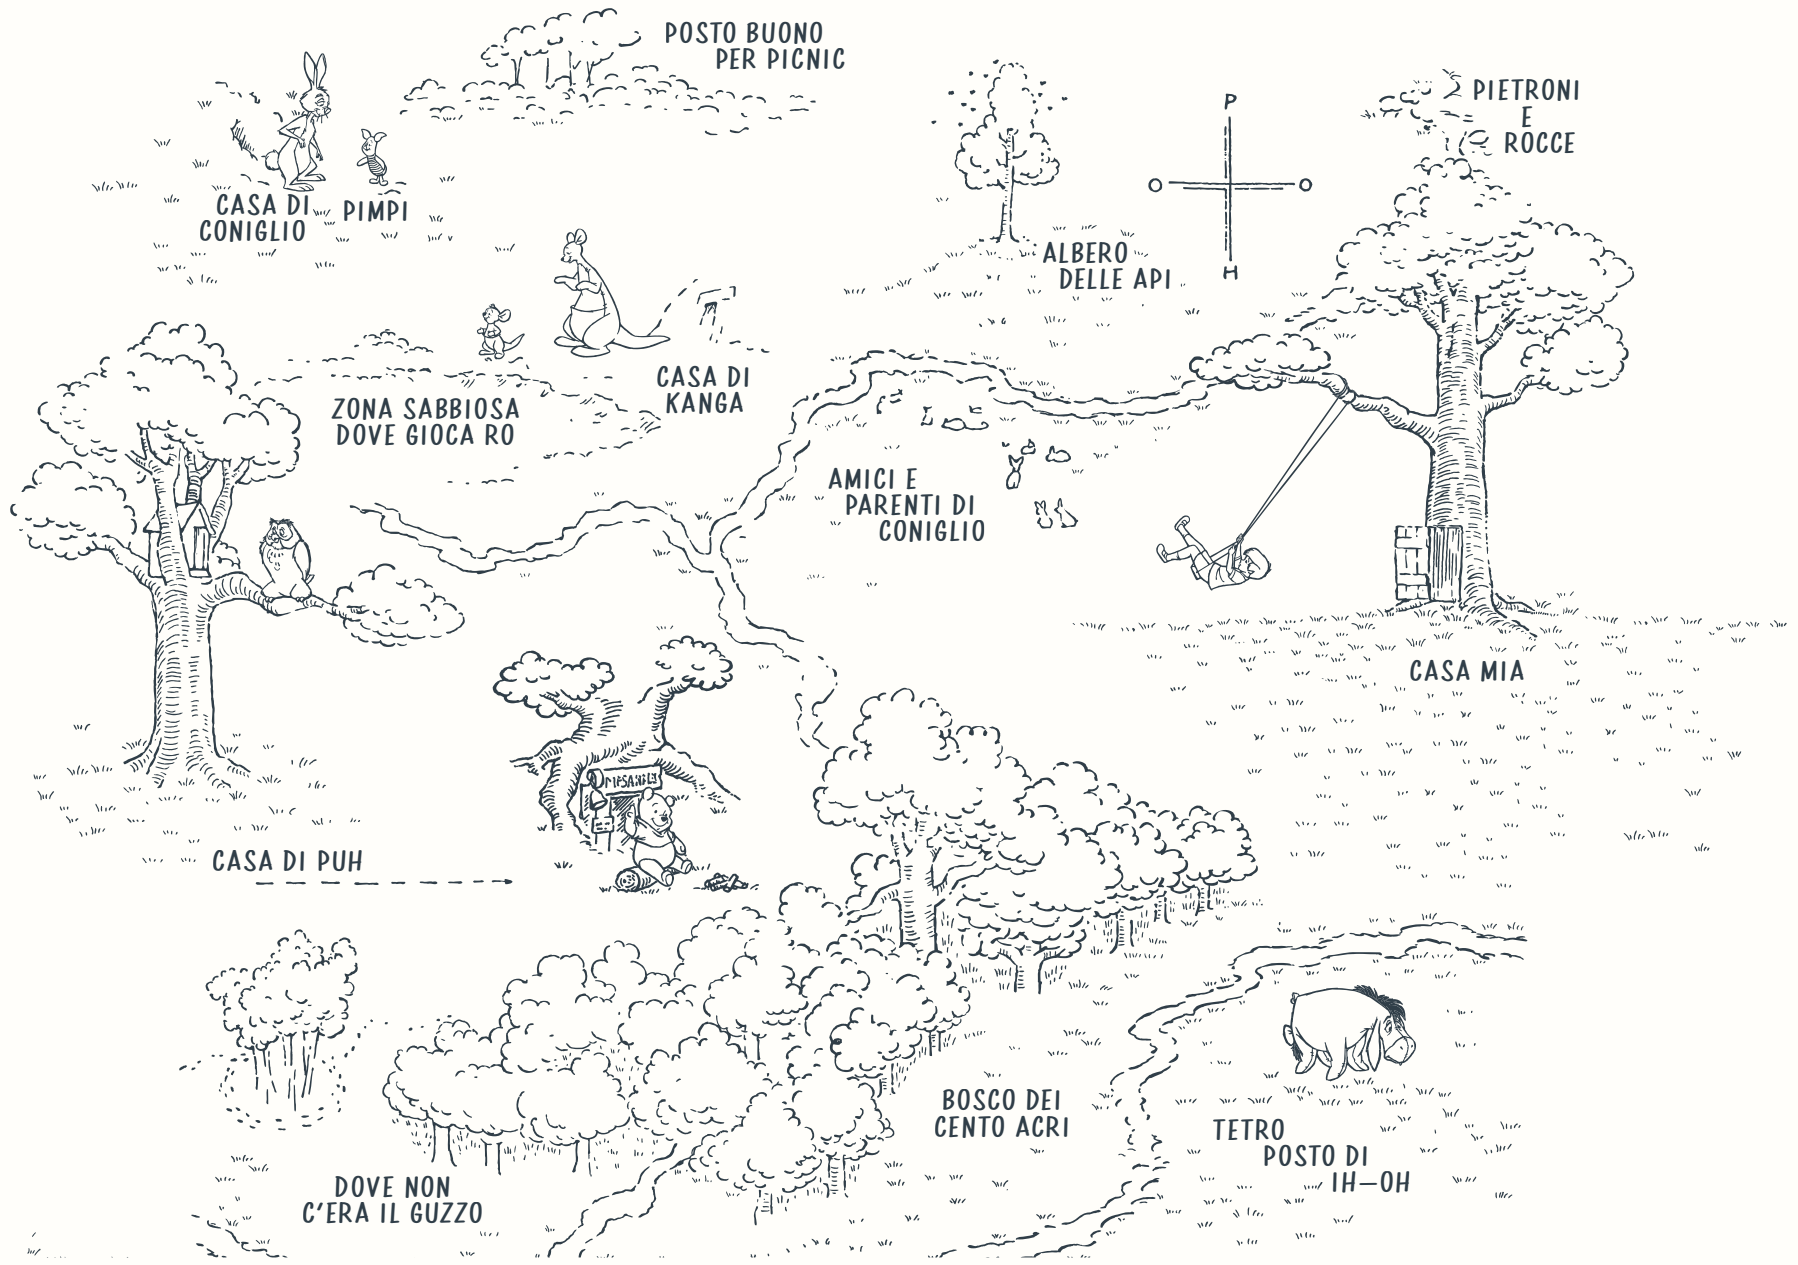 POSTO BUONO
PER PICNIC
PIETRONI
E
ROCCE
P
O
O
H
CASA DI
CONIGLIO
PIMPI
ALBERO
DELLE API
CASA DI
KANGA
ZONA SABBIOSA
DOVE GIOCA RO
AMICI E
PARENTI DI
CONIGLIO
CASA MIA
CASA DI PUH
BOSCO DEI
CENTO ACRI
TETRO
POSTO DI
IH-OH
DOVE NON
C'ERA IL GUZZO